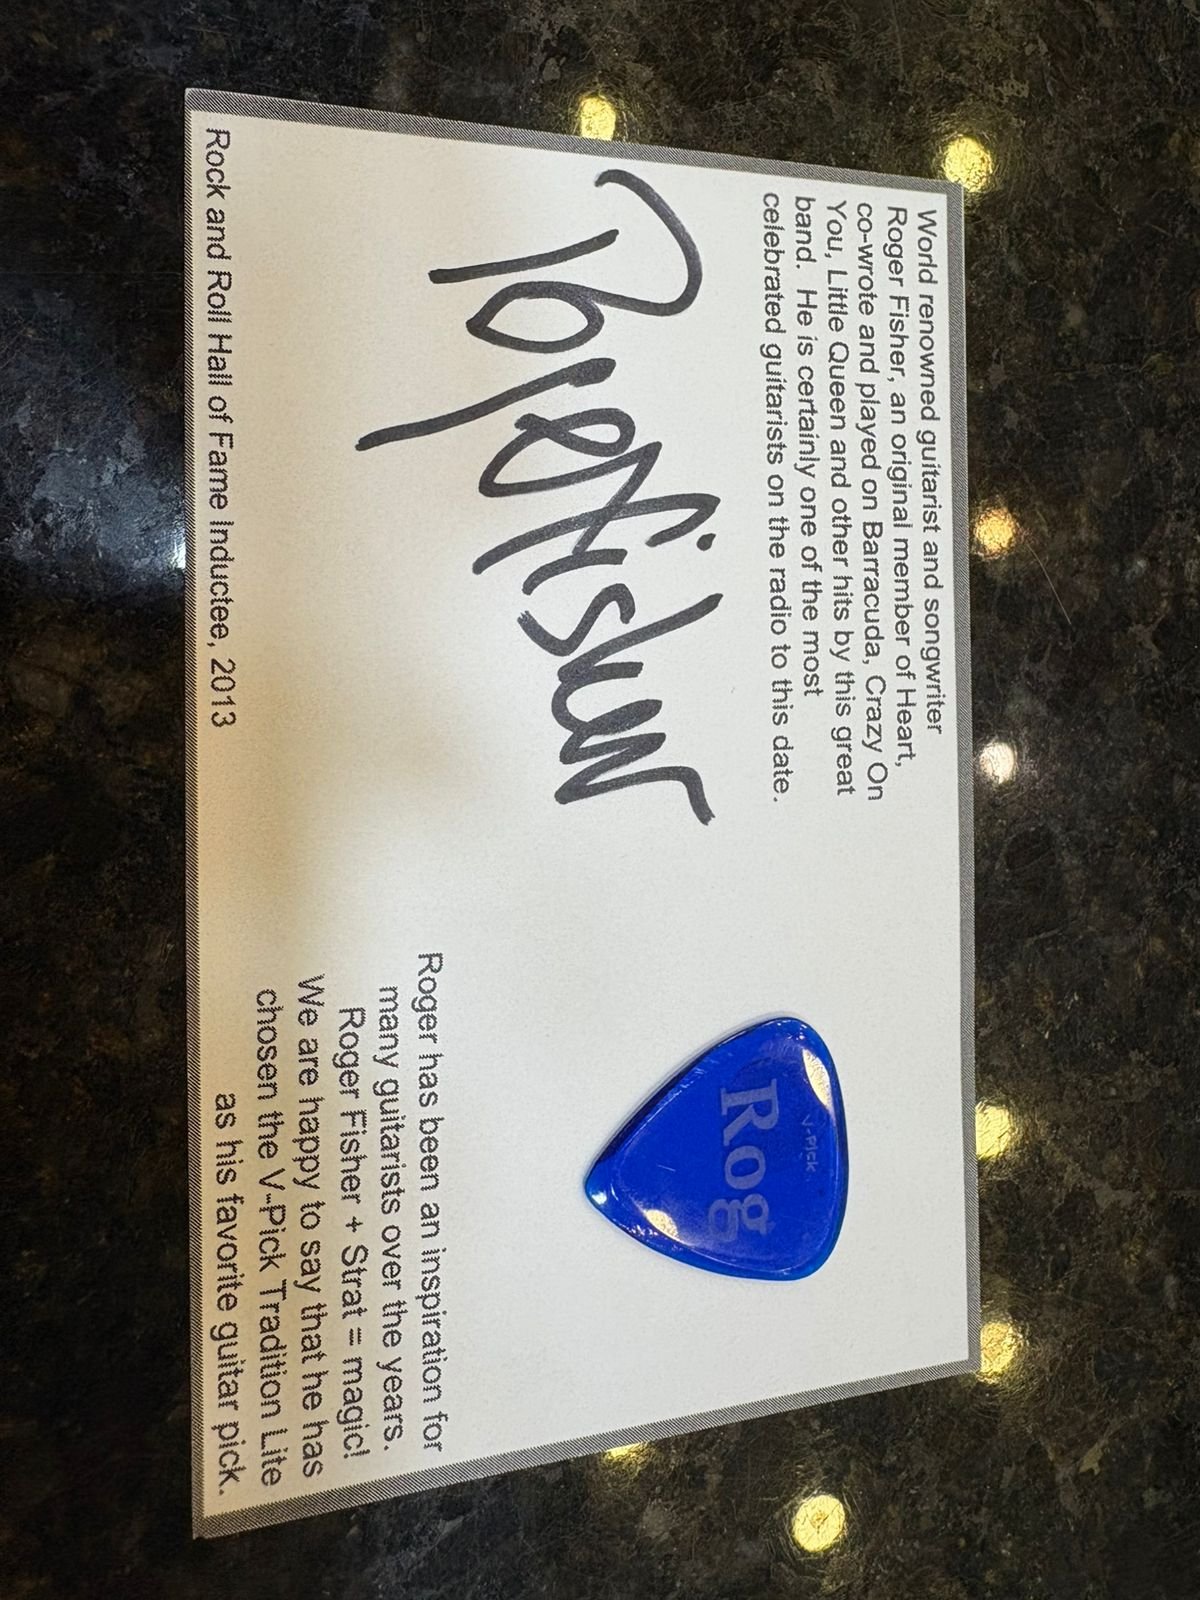 World renowned guitarist and songwriter
Roger Fisher, an original member of Heart,
co-wrote and played on Barracuda, Crazy On
You, Little Queen and other hits by this great
band.  He is certainly one of the most
celebrated guitarists on the radio to this date.
V-Pick
Rog
Roger Fisher
Roger has been an inspiration for
many guitarists over the years.
Roger Fisher + Strat = magic!
We are happy to say that he has
chosen the V-Pick Tradition Lite
as his favorite guitar pick.
Rock and Roll Hall of Fame Inductee, 2013